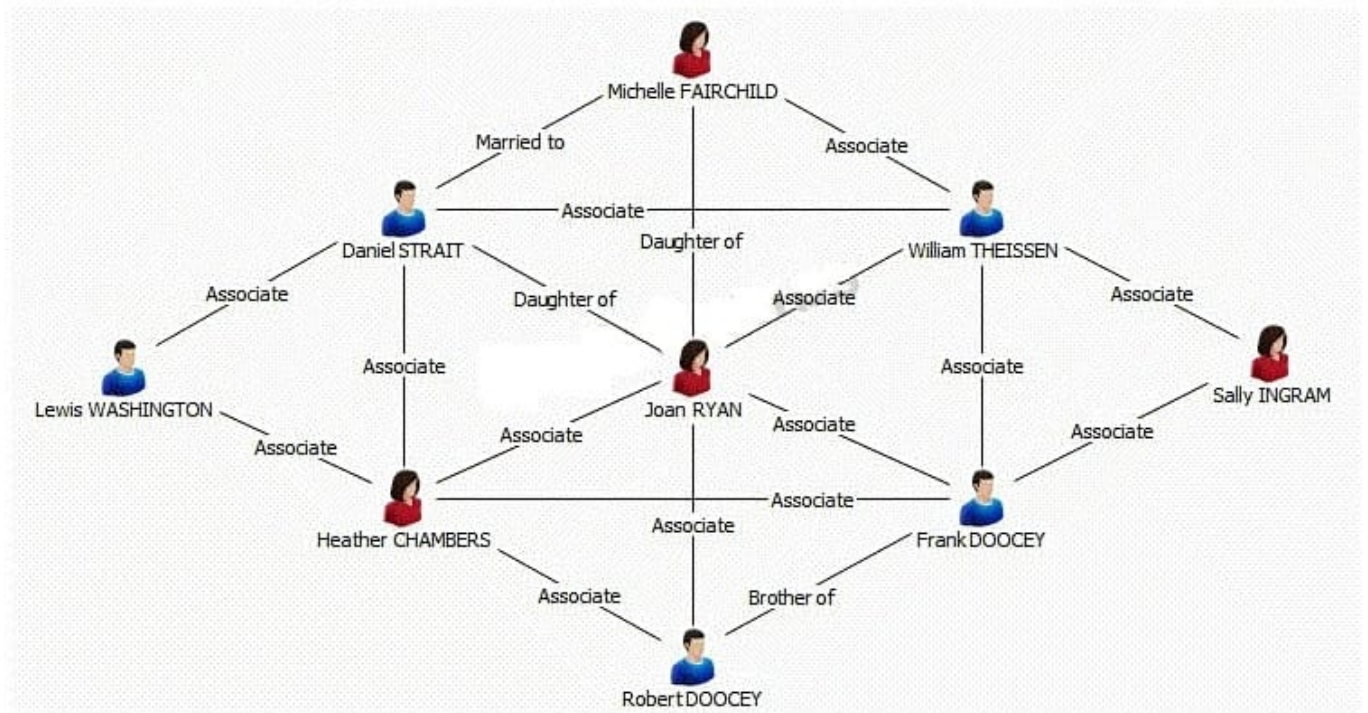 Michelle FAIRCHILD
Married to
Associate
Associate
Daughter of
Daniel STRAIT
William THEISSEN
Associate
Daughter of
Associate
Associate
Associate
Associate
Lewis WASHINGTON
Joan RYAN
Sally INGRAM
Associate
Associate
Associate
Associate
Associate
Associate
Heather CHAMBERS
Frank DOOCEY
Associate
Brother of
Robert DOOCEY